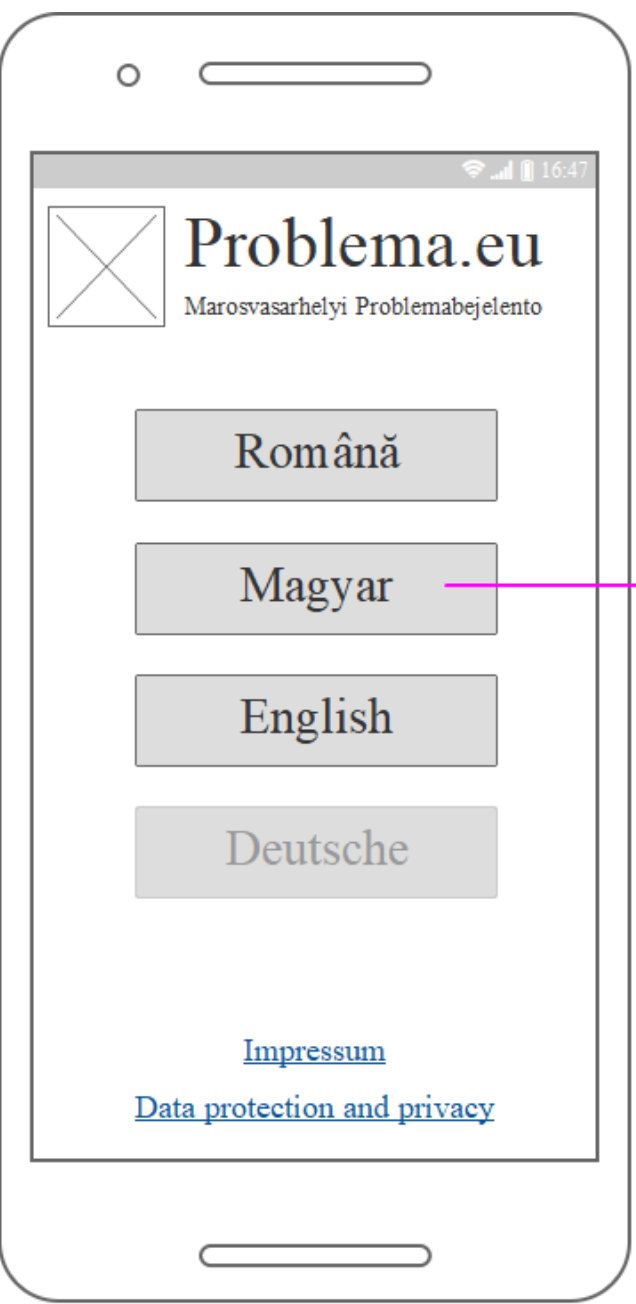 16:47
Problema.eu
Marosvasarhelyi Problemabejelento
Română
Magyar
English
Deutsche
Impressum
Data protection and privacy